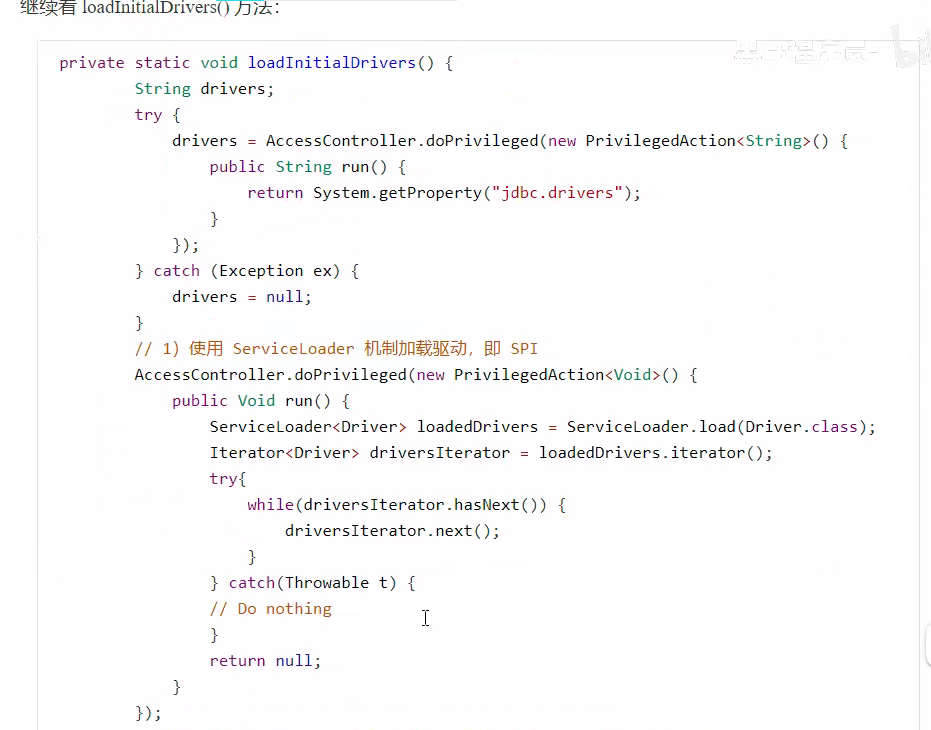 继续看 loadInitialDrivers() 方法：
private static void loadInitialDrivers() {
String drivers;
try {
drivers = AccessController.doPrivileged(new PrivilegedAction<String>() {
public String run() {
return System.getProperty("jdbc.drivers");
}
});
} catch (Exception ex) {
drivers = null;
}
// 1）使用 ServiceLoader 机制加载驱动，即 SPI
AccessController.doPrivileged(new PrivilegedAction<Void>() {
public Void run() {
ServiceLoader<Driver> loadedDrivers = ServiceLoader.load(Driver.class);
Iterator<Driver> driversIterator = loadedDrivers.iterator();
try{
while(driversIterator.hasNext()) {
driversIterator.next();
}
} catch(Throwable t) {
// Do nothing
}
return null;
}
});